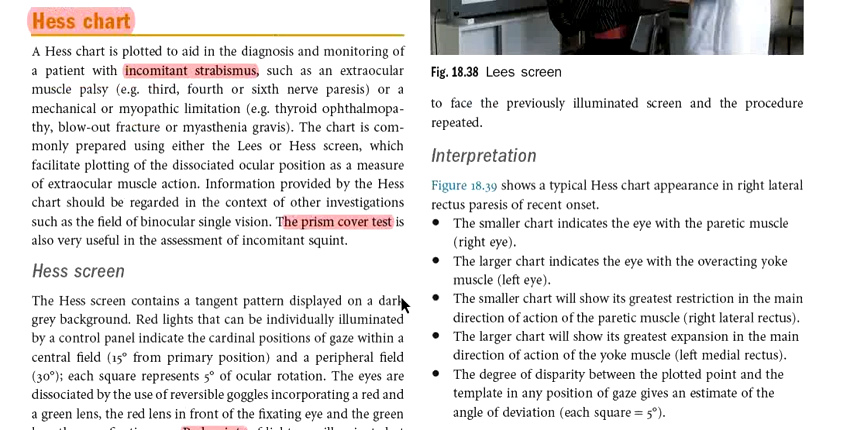 Hess chart
A Hess chart is plotted to aid in the diagnosis and monitoring of
a patient with incomitant strabismus, such as an extraocular
muscle palsy (e.g. third, fourth or sixth nerve paresis) or a
mechanical or myopathic limitation (e.g. thyroid ophthalmopa-
thy, blow-out fracture or myasthenia gravis). The chart is com-
monly prepared using either the Lees or Hess screen, which
facilitate plotting of the dissociated ocular position as a measure
of extraocular muscle action. Information provided by the Hess
chart should be regarded in the context of other investigations
such as the field of binocular single vision. The prism cover test is
also very useful in the assessment of incomitant squint.
Hess screen
The Hess screen contains a tangent pattern displayed on a dark
grey background. Red lights that can be individually illuminated
by a control panel indicate the cardinal positions of gaze within a
central field (15° from primary position) and a peripheral field
(30°); each square represents 5° of ocular rotation. The eyes are
dissociated by the use of reversible goggles incorporating a red and
a green lens, the red lens in front of the fixating eye and the green
Fig. 18.38 Lees screen
to face the previously illuminated screen and the procedure
repeated.
Interpretation
Figure 18.39 shows a typical Hess chart appearance in right lateral
rectus paresis of recent onset.
● The smaller chart indicates the eye with the paretic muscle
(right eye).
● The larger chart indicates the eye with the overacting yoke
muscle (left eye).
● The smaller chart will show its greatest restriction in the main
direction of action of the paretic muscle (right lateral rectus).
● The larger chart will show its greatest expansion in the main
direction of action of the yoke muscle (left medial rectus).
● The degree of disparity between the plotted point and the
template in any position of gaze gives an estimate of the
angle of deviation (each square = 5°).